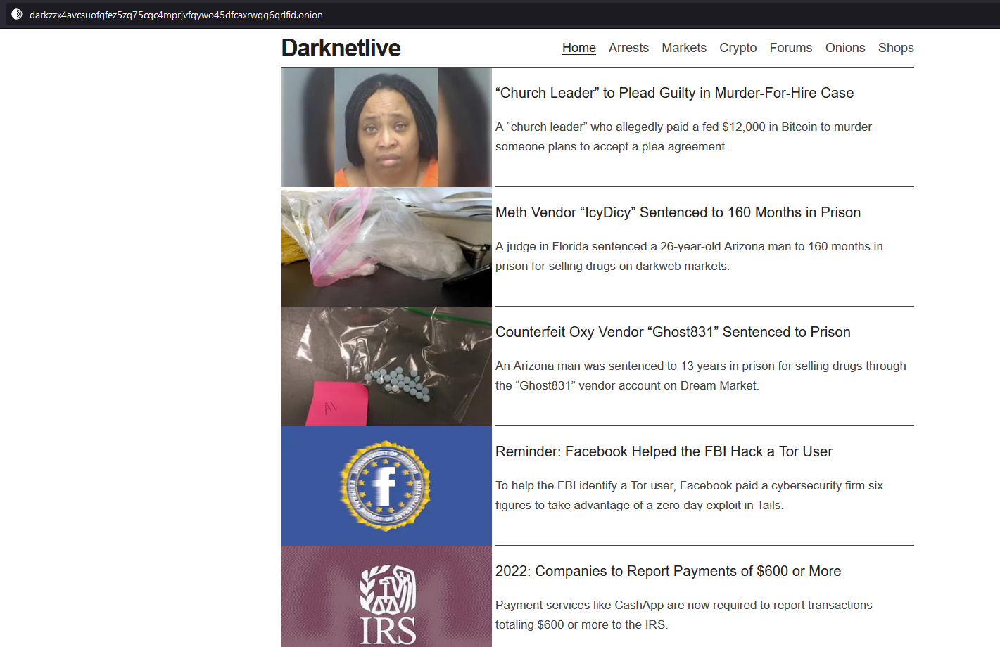 darkzzx4avcsuofgfez5zq75cqc4mprjvfqywo45dfcaxrwqg6qrlfid.onion
Darknetlive
Home Arrests Markets Crypto Forums Onions Shops
“Church Leader” to Plead Guilty in Murder-For-Hire Case
A “church leader” who allegedly paid a fed $12,000 in Bitcoin to murder
someone plans to accept a plea agreement.
Meth Vendor “IcyDicy” Sentenced to 160 Months in Prison
A judge in Florida sentenced a 26-year-old Arizona man to 160 months in
prison for selling drugs on darkweb markets.
A1
Counterfeit Oxy Vendor “Ghost831” Sentenced to Prison
An Arizona man was sentenced to 13 years in prison for selling drugs through
the “Ghost831” vendor account on Dream Market.
f
Reminder: Facebook Helped the FBI Hack a Tor User
To help the FBI identify a Tor user, Facebook paid a cybersecurity firm six
figures to take advantage of a zero-day exploit in Tails.
IRS
2022: Companies to Report Payments of $600 or More
Payment services like CashApp are now required to report transactions
totaling $600 or more to the IRS.